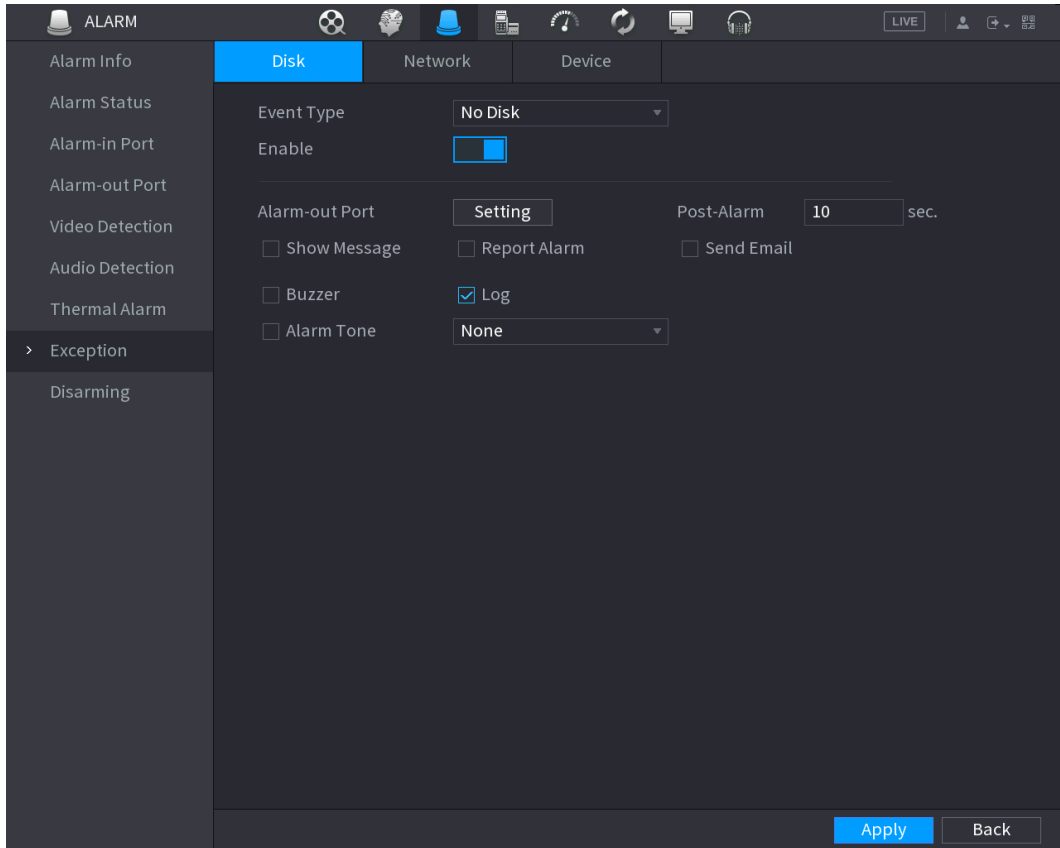 ALARM LIVE
Alarm Info Disk Network Device
Alarm Status Event Type No Disk
Alarm-in Port Enable
Alarm-out Port
Alarm-out Port Setting Post-Alarm 10 sec.
Video Detection
Show Message Report Alarm Send Email
Audio Detection
Buzzer Log
Thermal Alarm
Alarm Tone None
Exception
Disarming
Apply Back